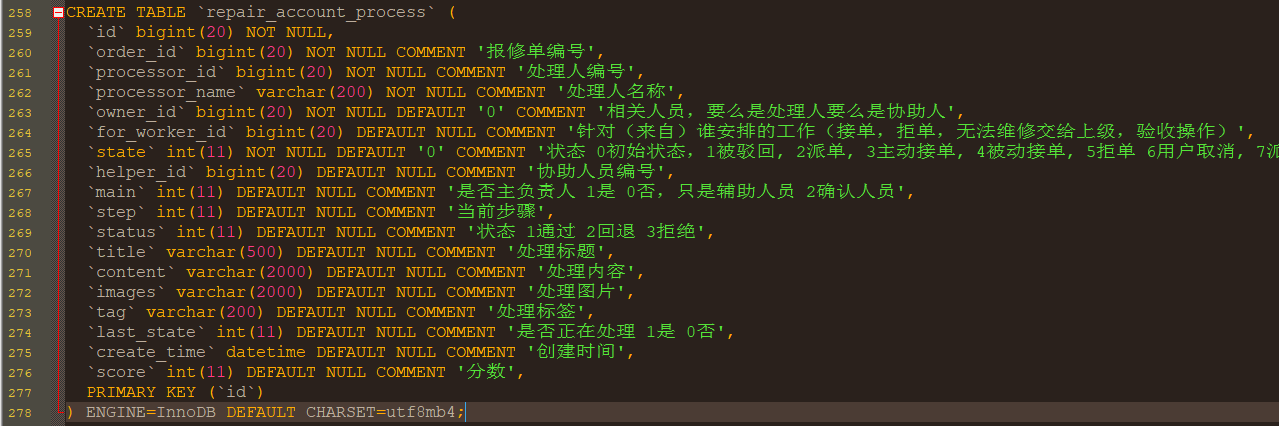 258 CREATE TABLE `repair_account_process` (
259 `id` bigint(20) NOT NULL,
260 `order_id` bigint(20) NOT NULL COMMENT '报修单编号',
261 `processor_id` bigint(20) NOT NULL COMMENT '处理人编号',
262 `processor_name` varchar(200) NOT NULL COMMENT '处理人名称',
263 `owner_id` bigint(20) NOT NULL DEFAULT '0' COMMENT '相关人员，要么是处理人要么是协助人',
264 `for_worker_id` bigint(20) DEFAULT NULL COMMENT '针对（来自）谁安排的工作（接单，拒单，无法维修交给上级，验收操作）',
265 `state` int(11) NOT NULL DEFAULT '0' COMMENT '状态 0初始状态，1被驳回, 2派单, 3主动接单, 4被动接单, 5拒单 6用户取消, 7派
266 `helper_id` bigint(20) DEFAULT NULL COMMENT '协助人员编号',
267 `main` int(11) DEFAULT NULL COMMENT '是否主负责人 1是 0否，只是辅助人员 2确认人员',
268 `step` int(11) DEFAULT NULL COMMENT '当前步骤',
269 `status` int(11) DEFAULT NULL COMMENT '状态 1通过 2回退 3拒绝',
270 `title` varchar(500) DEFAULT NULL COMMENT '处理标题',
271 `content` varchar(2000) DEFAULT NULL COMMENT '处理内容',
272 `images` varchar(2000) DEFAULT NULL COMMENT '处理图片',
273 `tag` varchar(200) DEFAULT NULL COMMENT '处理标签',
274 `last_state` int(11) DEFAULT NULL COMMENT '是否正在处理 1是 0否',
275 `create_time` datetime DEFAULT NULL COMMENT '创建时间',
276 `score` int(11) DEFAULT NULL COMMENT '分数',
277 PRIMARY KEY (`id`)
278 ) ENGINE=InnoDB DEFAULT CHARSET=utf8mb4;